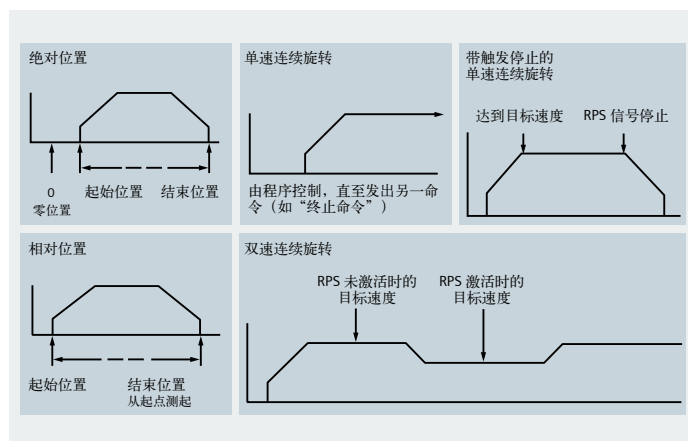 绝对位置
0
零位置
起始位置
结束位置
单速连续旋转
由程序控制，直至发出另一命
令（如“终止命令”）
带触发停止的
单速连续旋转
达到目标速度
RPS 信号停止
相对位置
起始位置
结束位置
从起点测起
双速连续旋转
RPS 未激活时的
目标速度
RPS 激活时的
目标速度